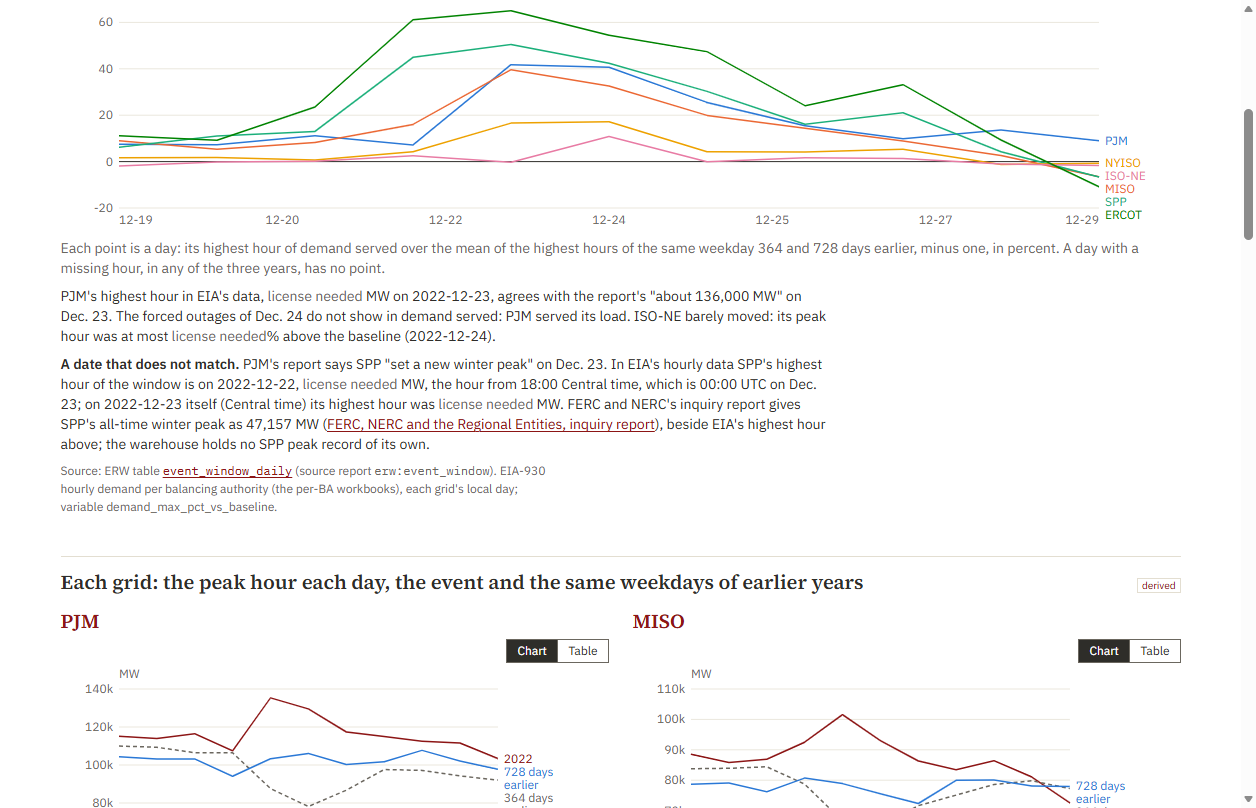 60
40
20
0
-20
PJM
NYISO
ISO-NE
MISO
SPP
ERCOT
12-19
12-20
12-22
12-24
12-25
12-27
12-29
Each point is a day: its highest hour of demand served over the mean of the highest hours of the same weekday 364 and 728 days earlier, minus one, in percent. A day with a
missing hour, in any of the three years, has no point.
PJM's highest hour in EIA's data, license needed MW on 2022-12-23, agrees with the report's "about 136,000 MW" on
Dec. 23. The forced outages of Dec. 24 do not show in demand served: PJM served its load. ISO-NE barely moved: its peak
hour was at most license needed% above the baseline (2022-12-24).
A date that does not match. PJM's report says SPP "set a new winter peak" on Dec. 23. In EIA's hourly data SPP's highest
hour of the window is on 2022-12-22, license needed MW, the hour from 18:00 Central time, which is 00:00 UTC on Dec.
23; on 2022-12-23 itself (Central time) its highest hour was license needed MW. FERC and NERC's inquiry report gives
SPP's all-time winter peak as 47,157 MW (FERC, NERC and the Regional Entities, inquiry report), beside EIA's highest hour
above; the warehouse holds no SPP peak record of its own.
Source: ERW table event_window_daily (source report erw:event_window). EIA-930
hourly demand per balancing authority (the per-BA workbooks), each grid's local day;
variable demand_max_pct_vs_baseline.
Each grid: the peak hour each day, the event and the same weekdays of earlier years
derived
PJM
Chart
Table
MW
140k
120k
100k
80k
2022
728 days
earlier
364 days
MISO
Chart
Table
MW
110k
100k
90k
80k
728 days
earlier